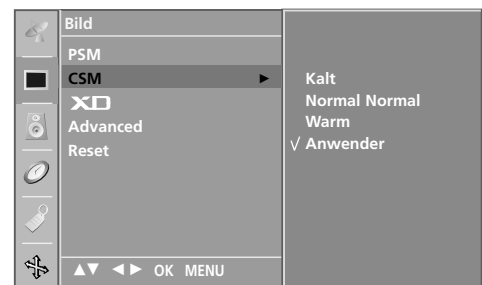 Bild
PSM
CSM ►
XD
Advanced
Reset
▲▼ ◄► OK MENU
Kalt
Normal Normal
Warm
√ Anwender